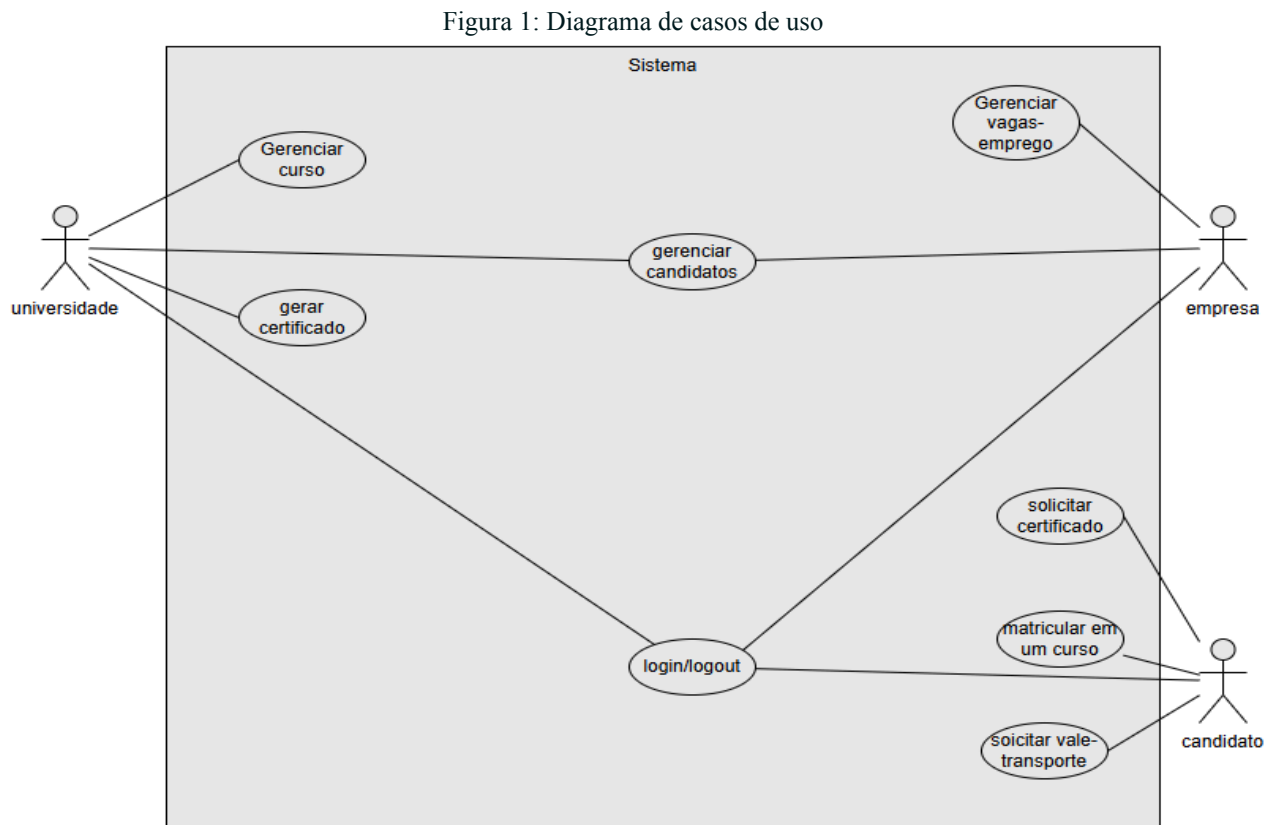 Figura 1: Diagrama de casos de uso
Sistema
Gerenciar
vagas-
emprego
Gerenciar
curso
gerenciar
candidatos
universidade
gerar
certificado
empresa
solicitar
certificado
matricular em
um curso
login/logout
soicitar vale-
transporte
candidato